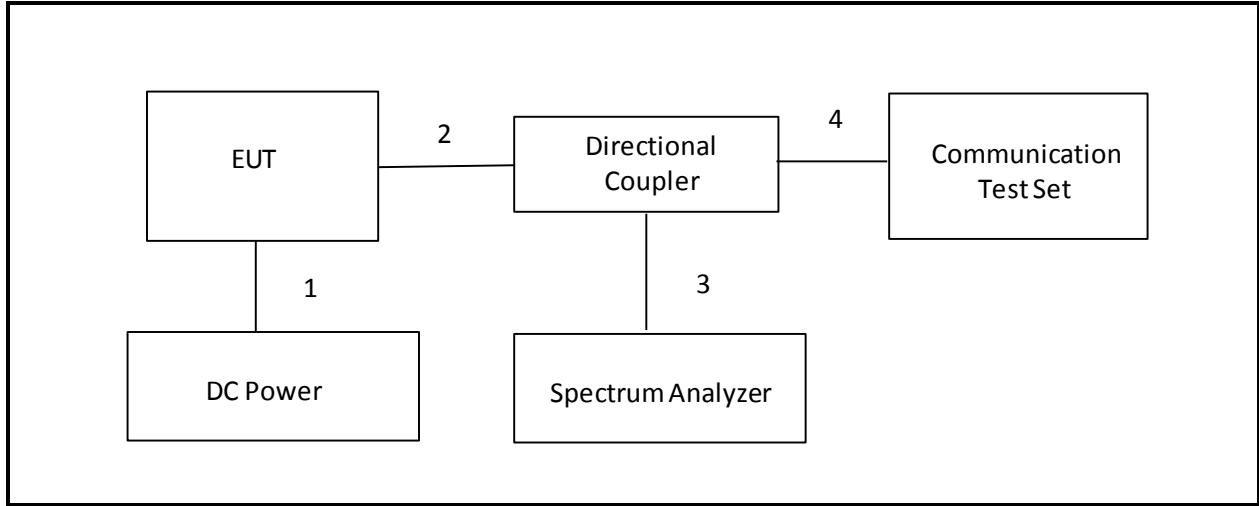 EUT
2
Directional
Coupler
4
Communication
Test Set
1
3
DC Power
Spectrum Analyzer